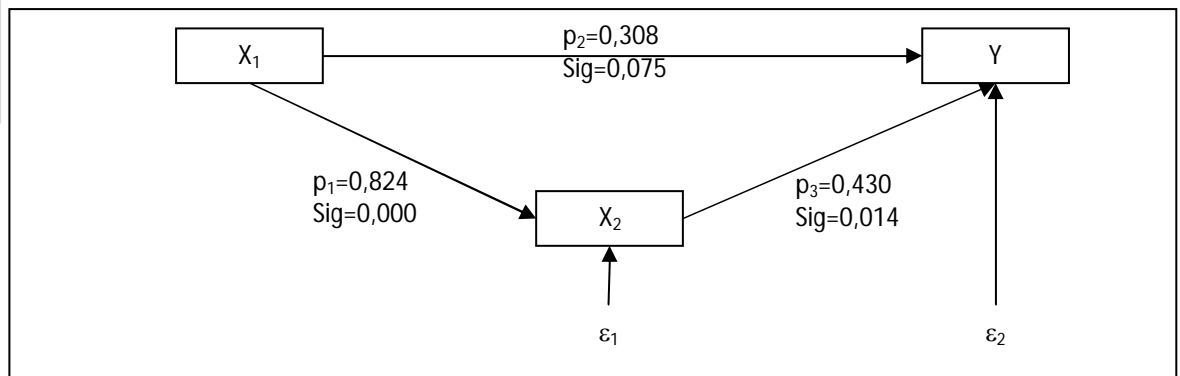 X₁
p₂=0,308
Sig=0,075
Y
p₁=0,824
Sig=0,000
X₂
p₃=0,430
Sig=0,014
ε₁
ε₂